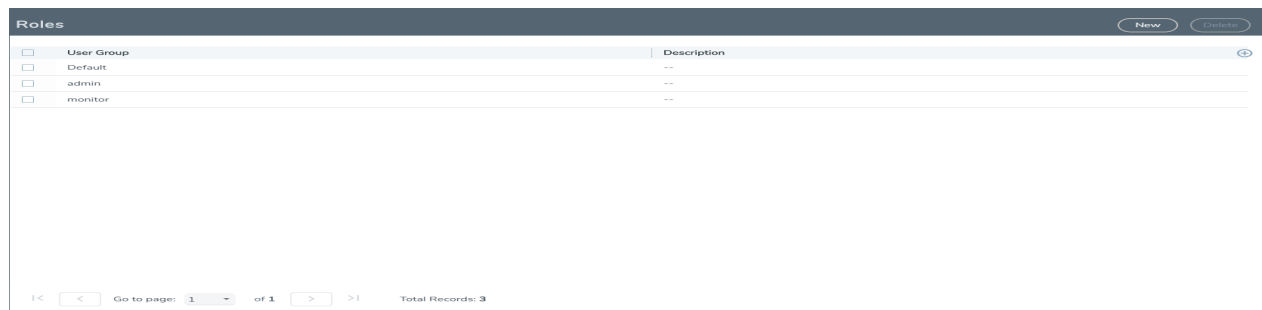 Roles New Delete
User Group Description
Default --
admin --
monitor --
|< < Go to page: 1 of 1 > >| Total Records: 3